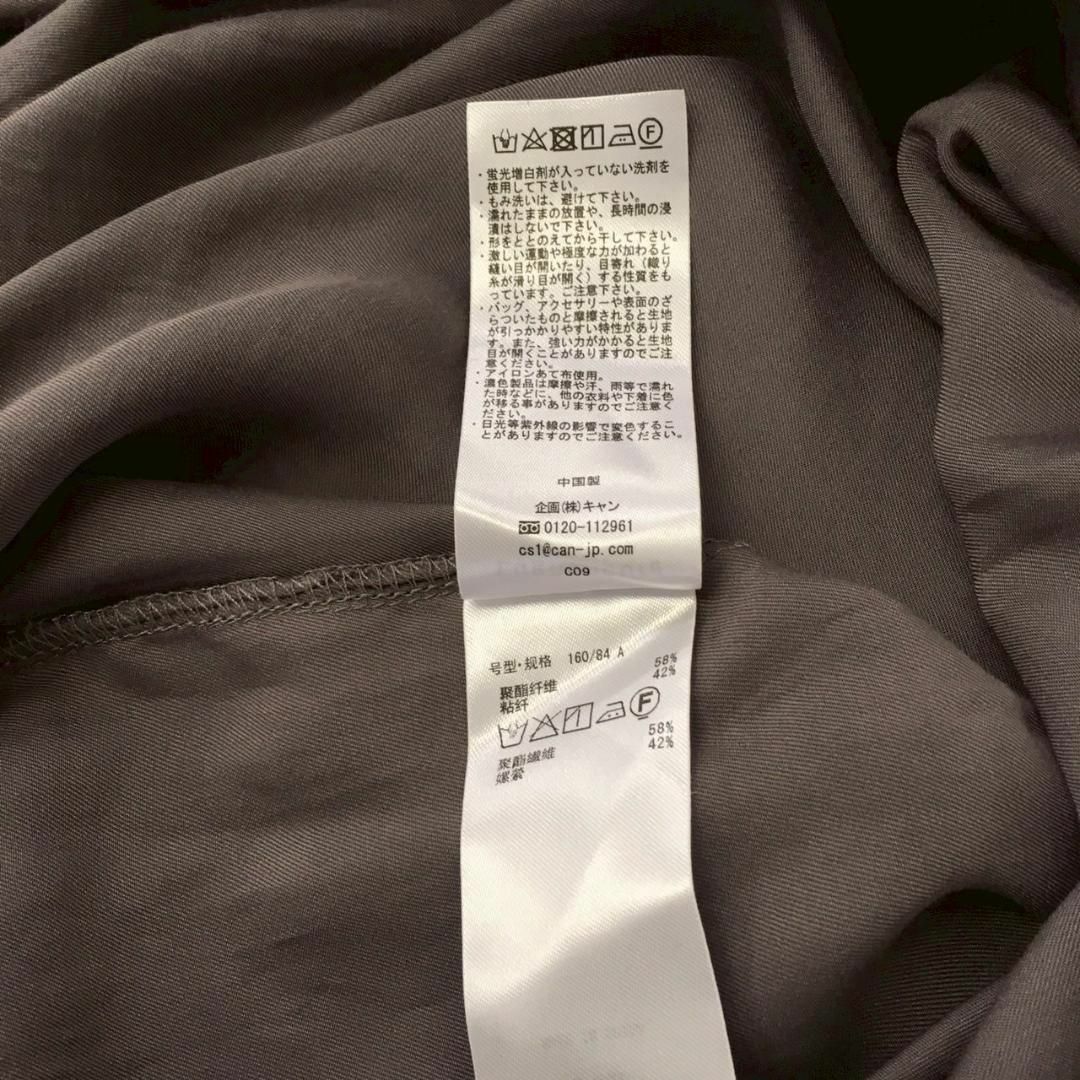 ・蛍光増白剤が入っていない洗剤を
使用して下さい。
・もみ洗いは、避けて下さい。
・濡れたままの放置や、長時間の浸
漬はしないで下さい。
・形をととのえてから干して下さい。
・激しい運動や極度な力が加わると
縫い目が開いたり、目寄れ（織り
糸が滑り目が開く）する性質をも
っています。ご注意下さい。
・バッグ、アクセサリーや表面のざ
らついたものと摩擦されると生地
が引っかかりやすい特性がありま
す。また、強い力がかかると生地
目が開くことがありますのでご注
意ください。
・アイロンあて布使用。
・濃色製品は摩擦や汗、雨等で濡れ
た時などに、他の衣料や下着に色
が移る事がありますのでご注意く
ださい。
・日光等紫外線の影響で変色するこ
とがありますのでご注意ください。
中国製
企画(株)キャン
0120-112961
cs1@can-jp.com
C09
号型・规格 160/84 A
聚酯纤维 58%
粘纤 42%
F
聚酯纖維 58%
嫘縈 42%